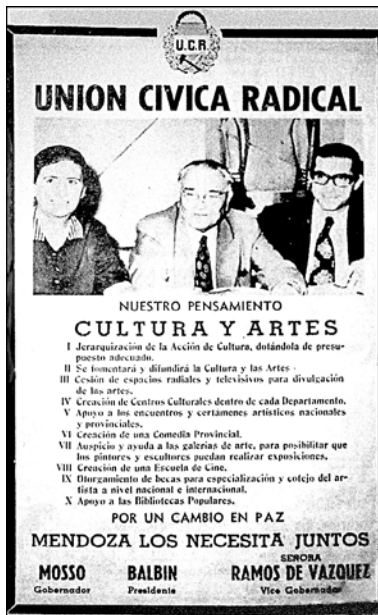 U.C.R.
UNION CIVICA RADICAL
NUESTRO PENSAMIENTO
CULTURA Y ARTES
I Jerarquización de la Acción de Cultura, dotándola de presu-
puesto adecuado.
II Se fomentará y difundirá la Cultura y las Artes -
III Cesión de espacios radiales y televisivos para divulgación
de las artes.
IV Creación de Centros Culturales dentro de cada Departamento.
V Apoyo a los encuentros y certámenes artísticos nacionales
y provinciales.
VI Creación de una Comedia Provincial.
VII Auspicio y ayuda a las galerías de arte, para posibilitar que
los pintores y escultores puedan realizar exposiciones.
VIII Creación de una Escuela de Cine.
IX Otorgamiento de becas para especialización y cotejo del ar-
tista a nivel nacional e internacional.
X Apoyo a las Bibliotecas Populares.
POR UN CAMBIO EN PAZ
MENDOZA LOS NECESITA JUNTOS
MOSSO
Gobernador
BALBIN
Presidente
SEÑORA
RAMOS DE VAZQUEZ
Vice Gobernador